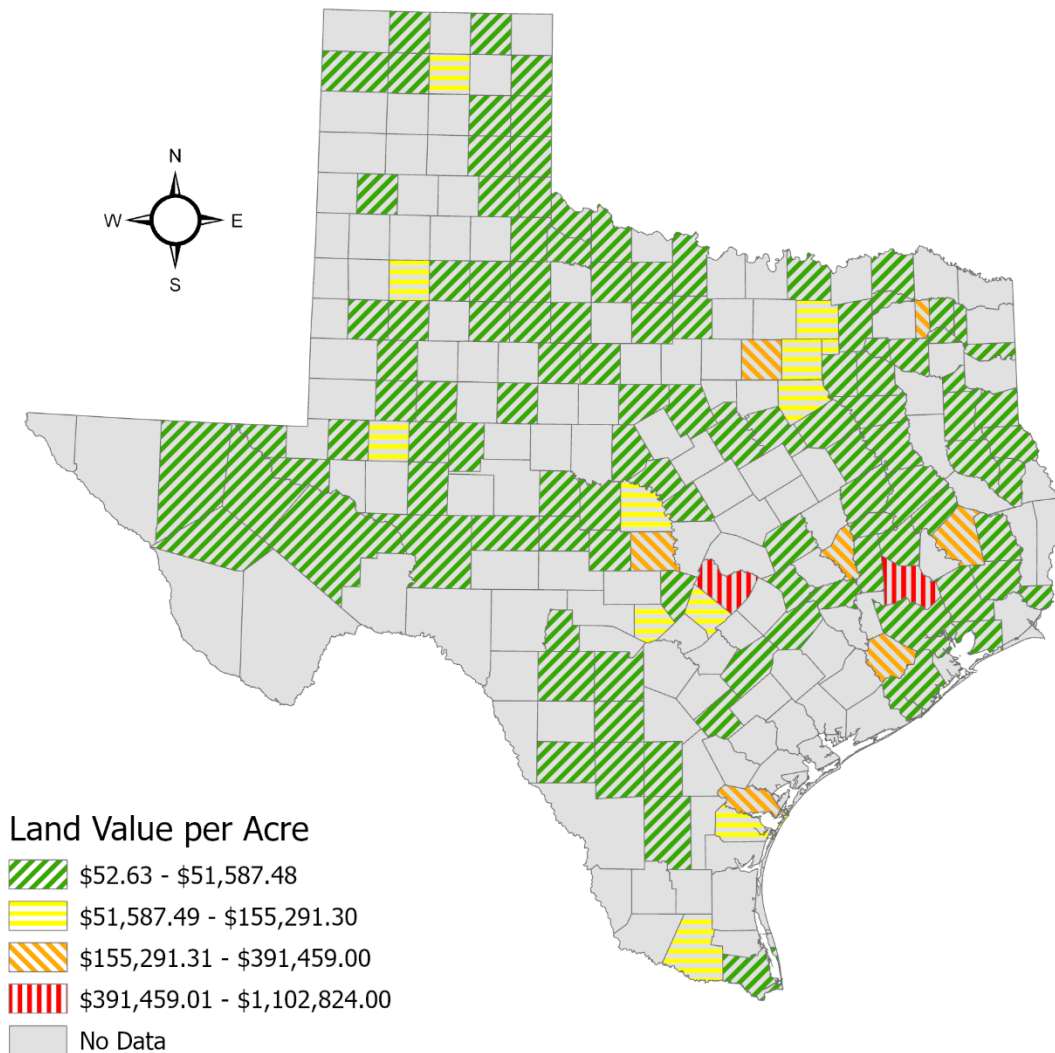 N
W E
S
Land Value per Acre
$52.63 - $51,587.48
$51,587.49 - $155,291.30
$155,291.31 - $391,459.00
$391,459.01 - $1,102,824.00
No Data